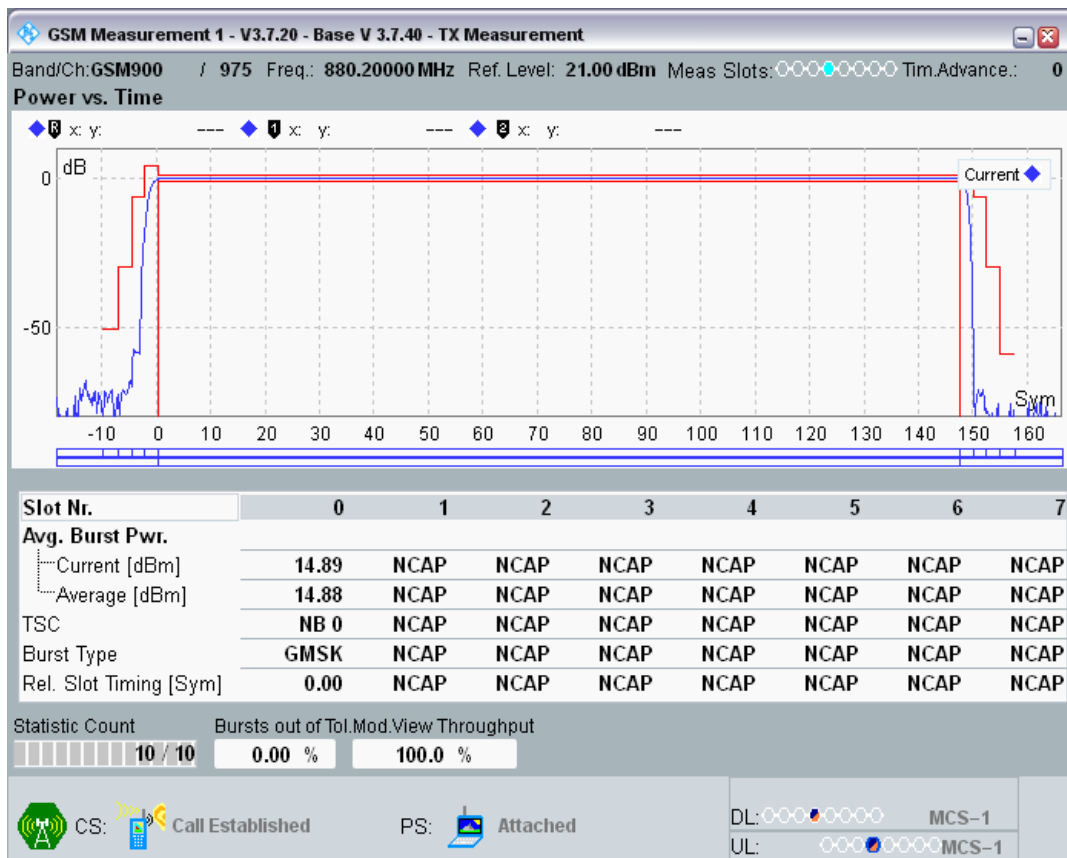 GSM Measurement 1 - V3.7.20 - Base V 3.7.40 - TX Measurement
Band/Ch:GSM900 / 975 Freq.: 880.20000 MHz Ref. Level: 21.00 dBm Meas Slots: Tim.Advance.: 0
Power vs. Time
R x: y: --- 1 x: y: --- 2 x: y: ---
dB
Current
0
-50
Sym
-10 0 10 20 30 40 50 60 70 80 90 100 110 120 130 140 150 160
Slot Nr. 0 1 2 3 4 5 6 7
Avg. Burst Pwr.
Current [dBm] 14.89 NCAP NCAP NCAP NCAP NCAP NCAP NCAP
Average [dBm] 14.88 NCAP NCAP NCAP NCAP NCAP NCAP NCAP
TSC NB 0 NCAP NCAP NCAP NCAP NCAP NCAP NCAP
Burst Type GMSK NCAP NCAP NCAP NCAP NCAP NCAP NCAP
Rel. Slot Timing [Sym] 0.00 NCAP NCAP NCAP NCAP NCAP NCAP NCAP
Statistic Count Bursts out of Tol.Mod.View Throughput
10 / 10 0.00 % 100.0 %
CS: Call Established PS: Attached
DL: MCS-1
UL: MCS-1